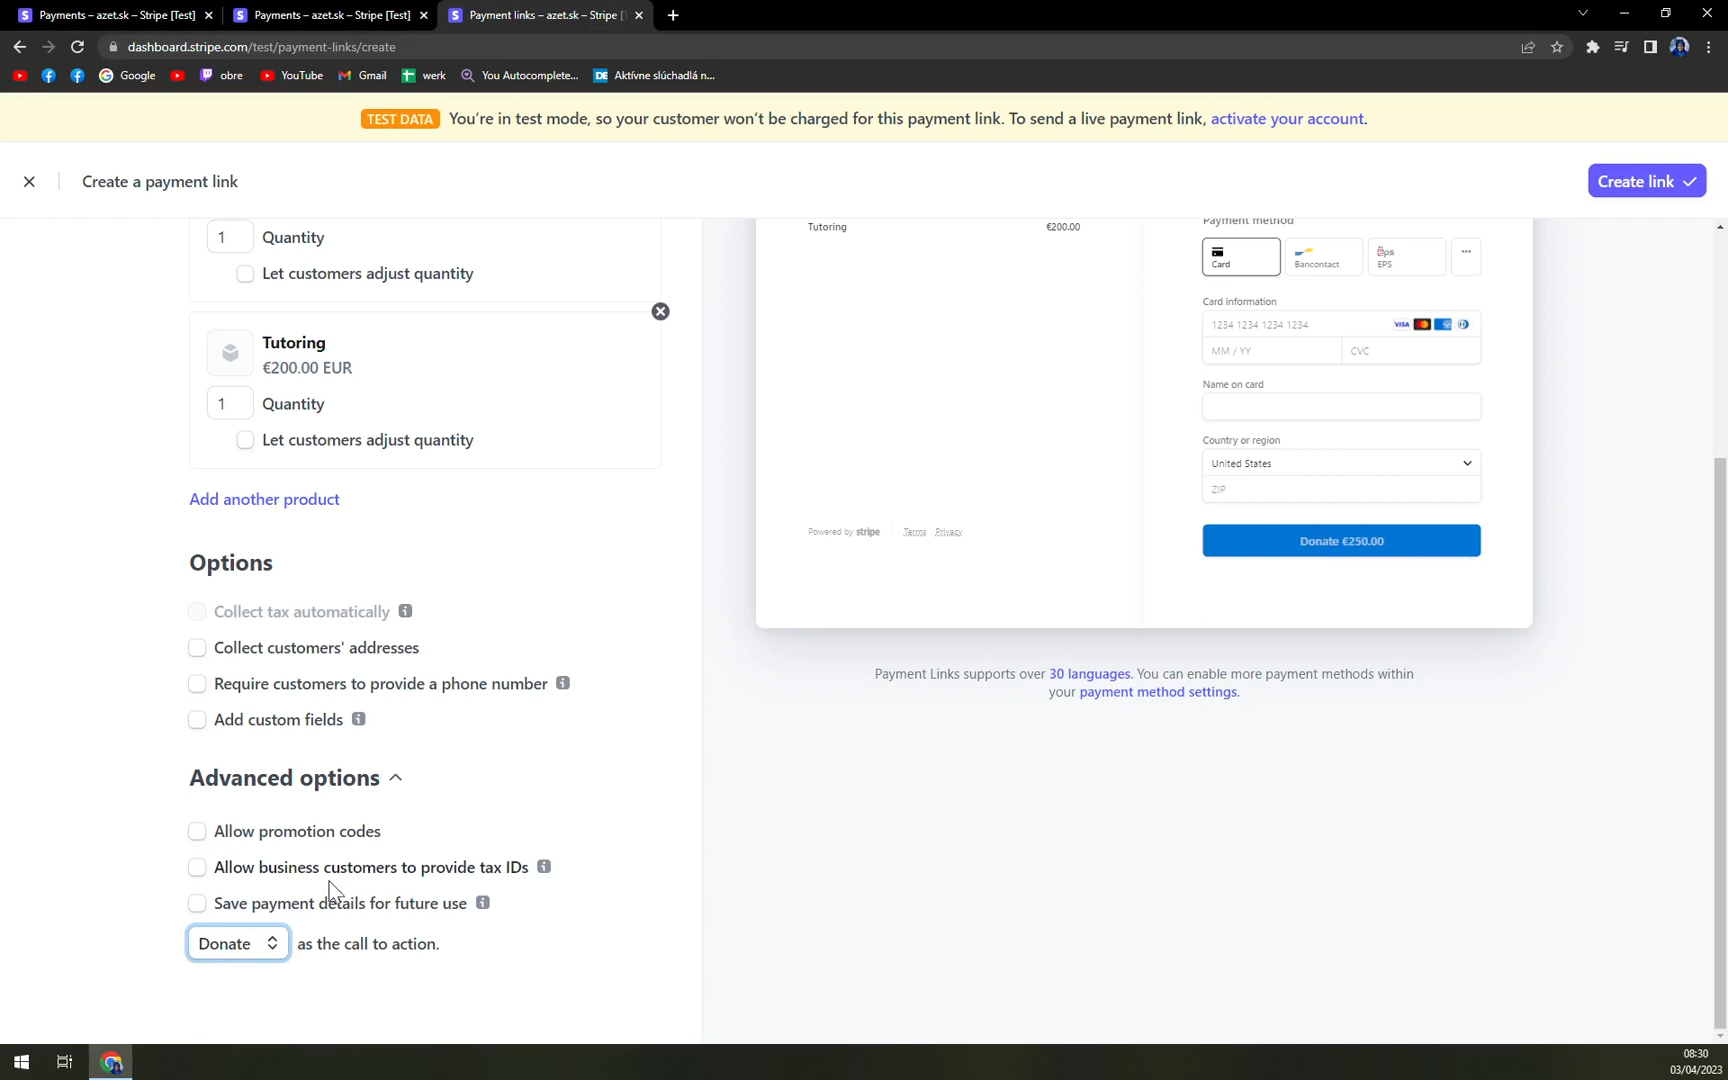 Payments – azet.sk – Stripe [Test]
Payments – azet.sk – Stripe [Test]
Payment links – azet.sk – Stripe [
dashboard.stripe.com/test/payment-links/create
Google
obre
YouTube
Gmail
werk
You Autocomplete...
DE Aktívne slúchadlá n...
TEST DATA You're in test mode, so your customer won't be charged for this payment link. To send a live payment link, activate your account.
Create a payment link
Create link
1 Quantity
Let customers adjust quantity
Tutoring
€200.00 EUR
1 Quantity
Let customers adjust quantity
Add another product
Options
Collect tax automatically
Collect customers' addresses
Require customers to provide a phone number
Add custom fields
Advanced options
Allow promotion codes
Allow business customers to provide tax IDs
Save payment details for future use
Donate as the call to action.
Tutoring €200.00
Powered by stripe Terms Privacy
Payment method
Card
Bancontact
eps
EPS
Card information
1234 1234 1234 1234 VISA
MM / YY CVC
Name on card
Country or region
United States
ZIP
Donate €250.00
Payment Links supports over 30 languages. You can enable more payment methods within
your payment method settings.
08:30
03/04/2023